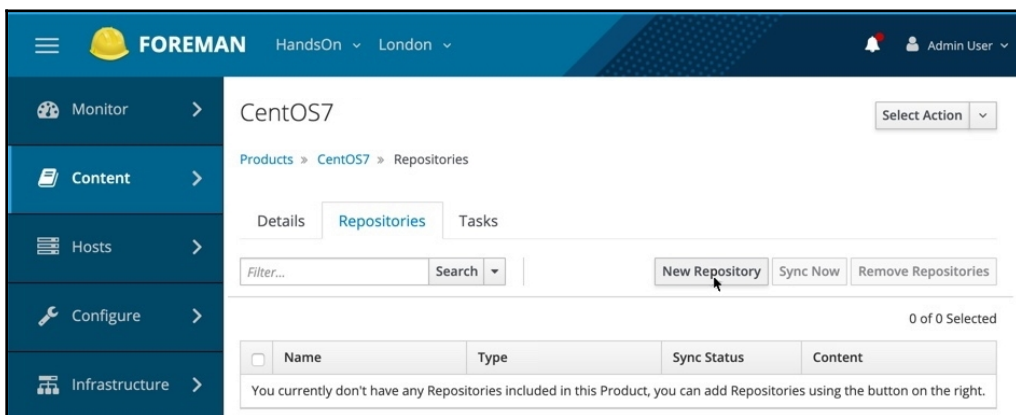 FOREMAN HandsOn London Admin User
Monitor
Content
Hosts
Configure
Infrastructure
CentOS7
Select Action
Products » CentOS7 » Repositories
Details Repositories Tasks
Filter... Search New Repository Sync Now Remove Repositories
0 of 0 Selected
Name Type Sync Status Content
You currently don't have any Repositories included in this Product, you can add Repositories using the button on the right.